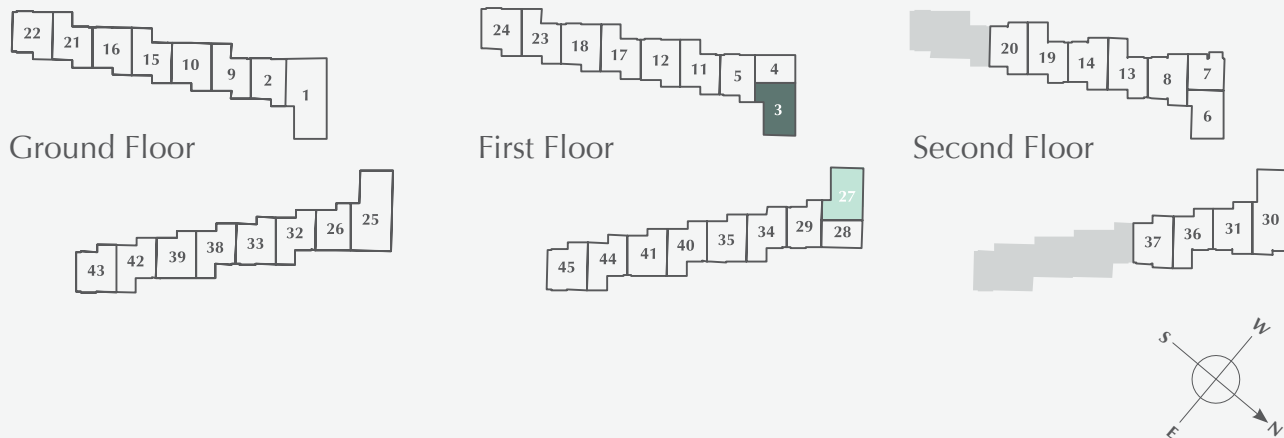 22 21 16 15 10 9 2 1
Ground Floor
43 42 39 38 33 32 26 25
24 23 18 17 12 11 5 4
3
First Floor
27
45 44 41 40 35 34 29 28
20 19 14 13 8 7
6
Second Floor
37 36 31 30
S W
E N